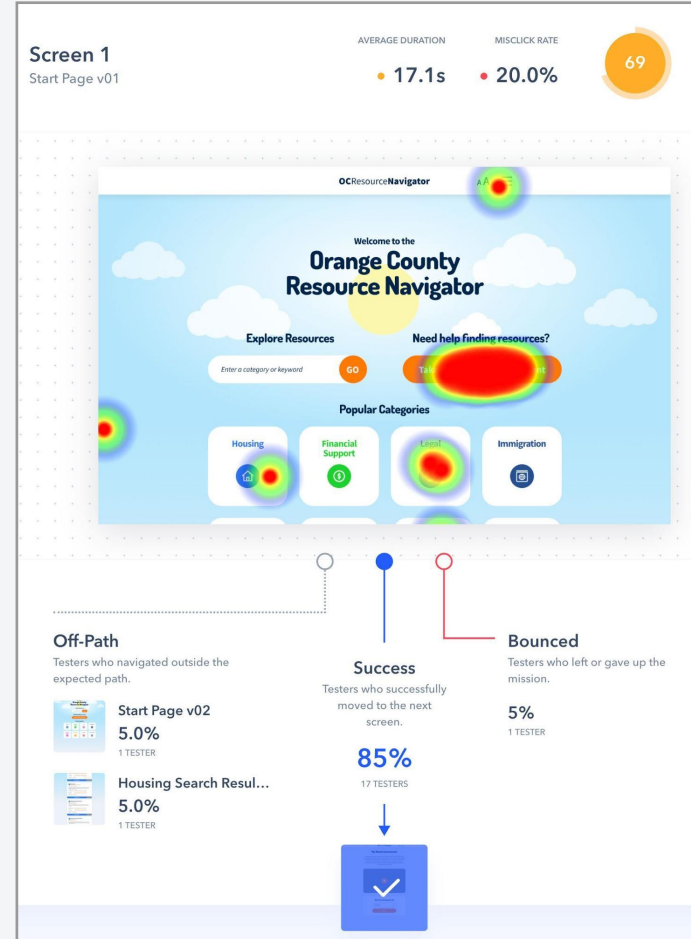 Screen 1
Start Page v01
AVERAGE DURATION
17.1s
MISCLICK RATE
20.0%
69
OCResourceNavigator
Welcome to the
Orange County
Resource Navigator
Explore Resources
Enter a category or keyword
GO
Need help finding resources?
Popular Categories
Housing
Financial
Support
Legal
Immigration
Off-Path
Testers who navigated outside the
expected path.
Start Page v02
5.0%
1 TESTER
Housing Search Resul...
5.0%
1 TESTER
Success
Testers who successfully
moved to the next
screen.
85%
17 TESTERS
Bounced
Testers who left or gave up the
mission.
5%
1 TESTER